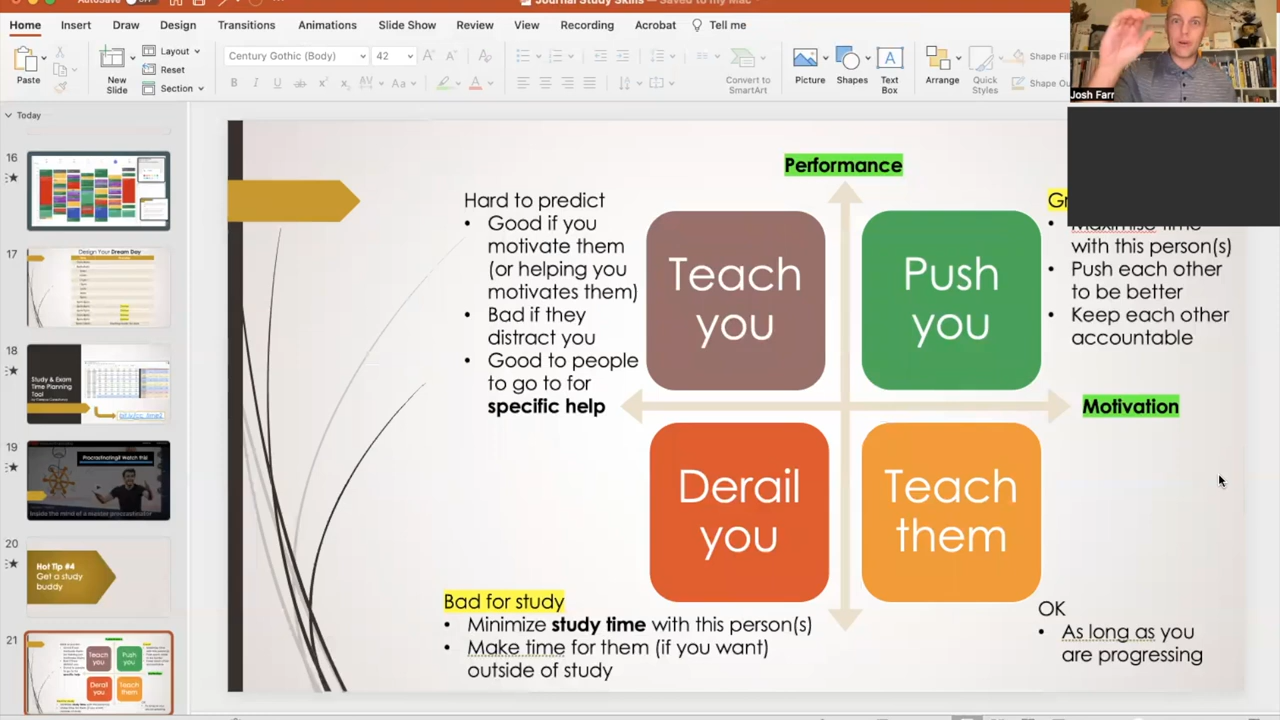 AutoSave
Journal Study Skills — Saved to my Mac
Home Insert Draw Design Transitions Animations Slide Show Review View Recording Acrobat Tell me
Paste
New
Slide
Layout
Reset
Section
Century Gothic (Body) 42
Convert to
SmartArt
Picture
Shapes
Text
Box
Arrange
Quick
Styles
Shape
Shape
Josh Farr
Today
16
17
Design Your Dream Day
18
Study & Exam
Time Planning
Tool
19
Procrastinating? Watch this!
Inside the mind of a master procrastinator
20
Hot Tip #4
Get a study
buddy
21
Performance
Hard to predict
• Good if you
motivate them
(or helping you
motivates them)
• Bad if they
distract you
• Good to people
to go to for
specific help
Teach
you
Push
you
• Maximise time
with this person(s)
• Push each other
to be better
• Keep each other
accountable
Motivation
Derail
you
Teach
them
Bad for study
• Minimize study time with this person(s)
• Make time for them (if you want)
outside of study
OK
• As long as you
are progressing